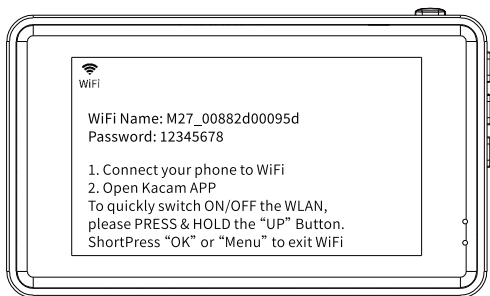 WiFi
WiFi Name: M27_00882d00095d
Password: 12345678
1. Connect your phone to WiFi
2. Open Kacam APP
To quickly switch ON/OFF the WLAN,
please PRESS & HOLD the “UP” Button.
ShortPress “OK” or “Menu” to exit WiFi